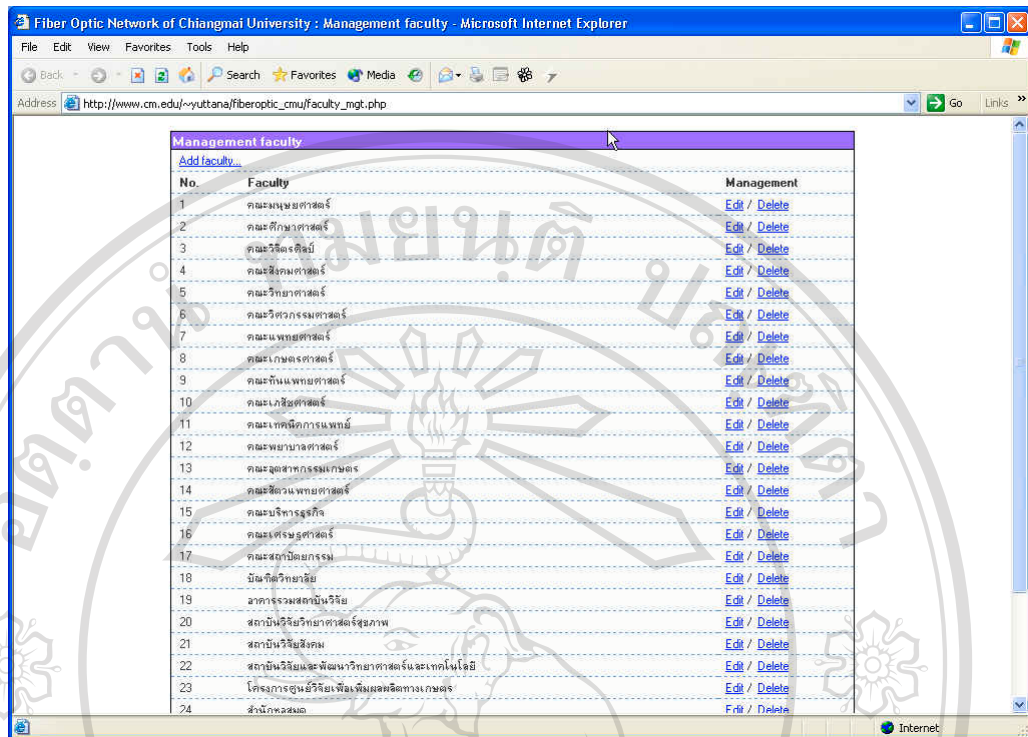 Fiber Optic Network of Chiangmai University : Management faculty - Microsoft Internet Explorer
File Edit View Favorites Tools Help
Back Search Favorites Media
Address http://www.cm.edu/~yuttana/fiberoptic_cmu/faculty_mgt.php Go Links »
Management faculty
Add faculty...
No. Faculty Management
1 คณะมนุษยศาสตร์ Edit / Delete
2 คณะศึกษาศาสตร์ Edit / Delete
3 คณะวิจิตรศิลป์ Edit / Delete
4 คณะสังคมศาสตร์ Edit / Delete
5 คณะวิทยาศาสตร์ Edit / Delete
6 คณะวิศวกรรมศาสตร์ Edit / Delete
7 คณะแพทยศาสตร์ Edit / Delete
8 คณะเกษตรศาสตร์ Edit / Delete
9 คณะทันแพทยศาสตร์ Edit / Delete
10 คณะเภสัชศาสตร์ Edit / Delete
11 คณะเทคนิคการแพทย์ Edit / Delete
12 คณะพยาบาลศาสตร์ Edit / Delete
13 คณะอุตสาหกรรมเกษตร Edit / Delete
14 คณะสัตวแพทยศาสตร์ Edit / Delete
15 คณะบริหารธุรกิจ Edit / Delete
16 คณะเศรษฐศาสตร์ Edit / Delete
17 คณะสถาปัตยกรรม Edit / Delete
18 บัณฑิตวิทยาลัย Edit / Delete
19 อาคารรวมสถาบันวิจัย Edit / Delete
20 สถาบันวิจัยวิทยาศาสตร์สุขภาพ Edit / Delete
21 สถาบันวิจัยสังคม Edit / Delete
22 สถาบันวิจัยและพัฒนาวิทยาศาสตร์และเทคโนโลยี Edit / Delete
23 โครงการศูนย์วิจัยเพื่อเพิ่มผลผลิตทางเกษตร Edit / Delete
24 สำนักหอสมุด Edit / Delete
Internet